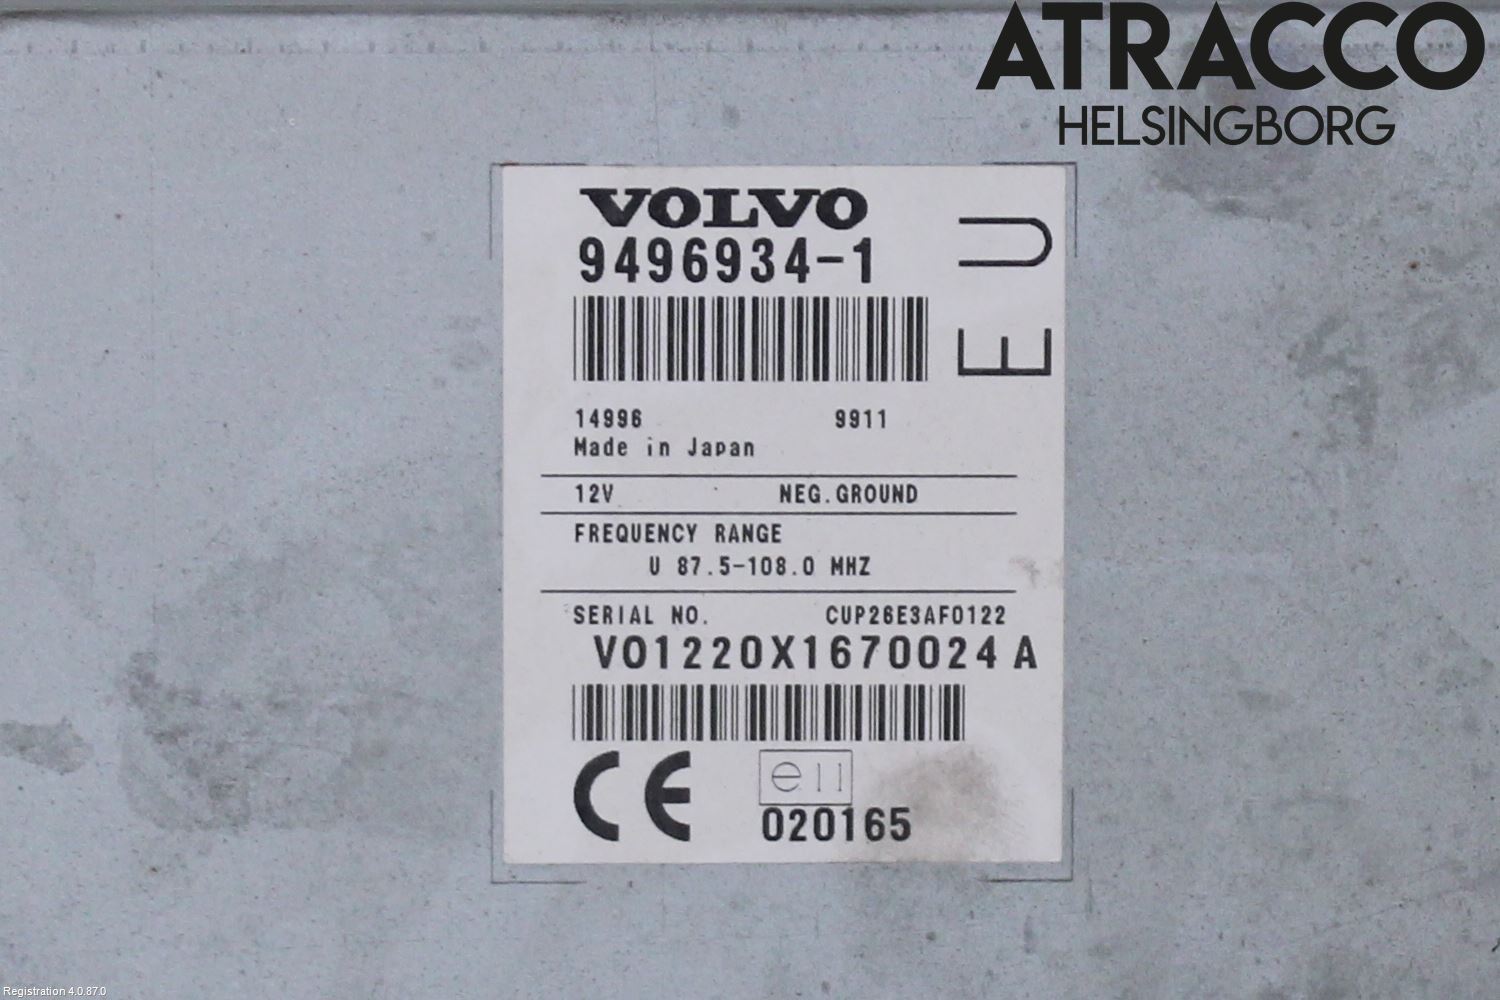 ATRACCO
HELSINGBORG
VOLVO
9496934-1
EU
14996 9911
Made in Japan
12V NEG.GROUND
FREQUENCY RANGE
U 87.5-108.0 MHZ
SERIAL NO. CUP26E3AF0122
VO1220X1670024 A
CE e11
020165
Registration 4.0.87.0